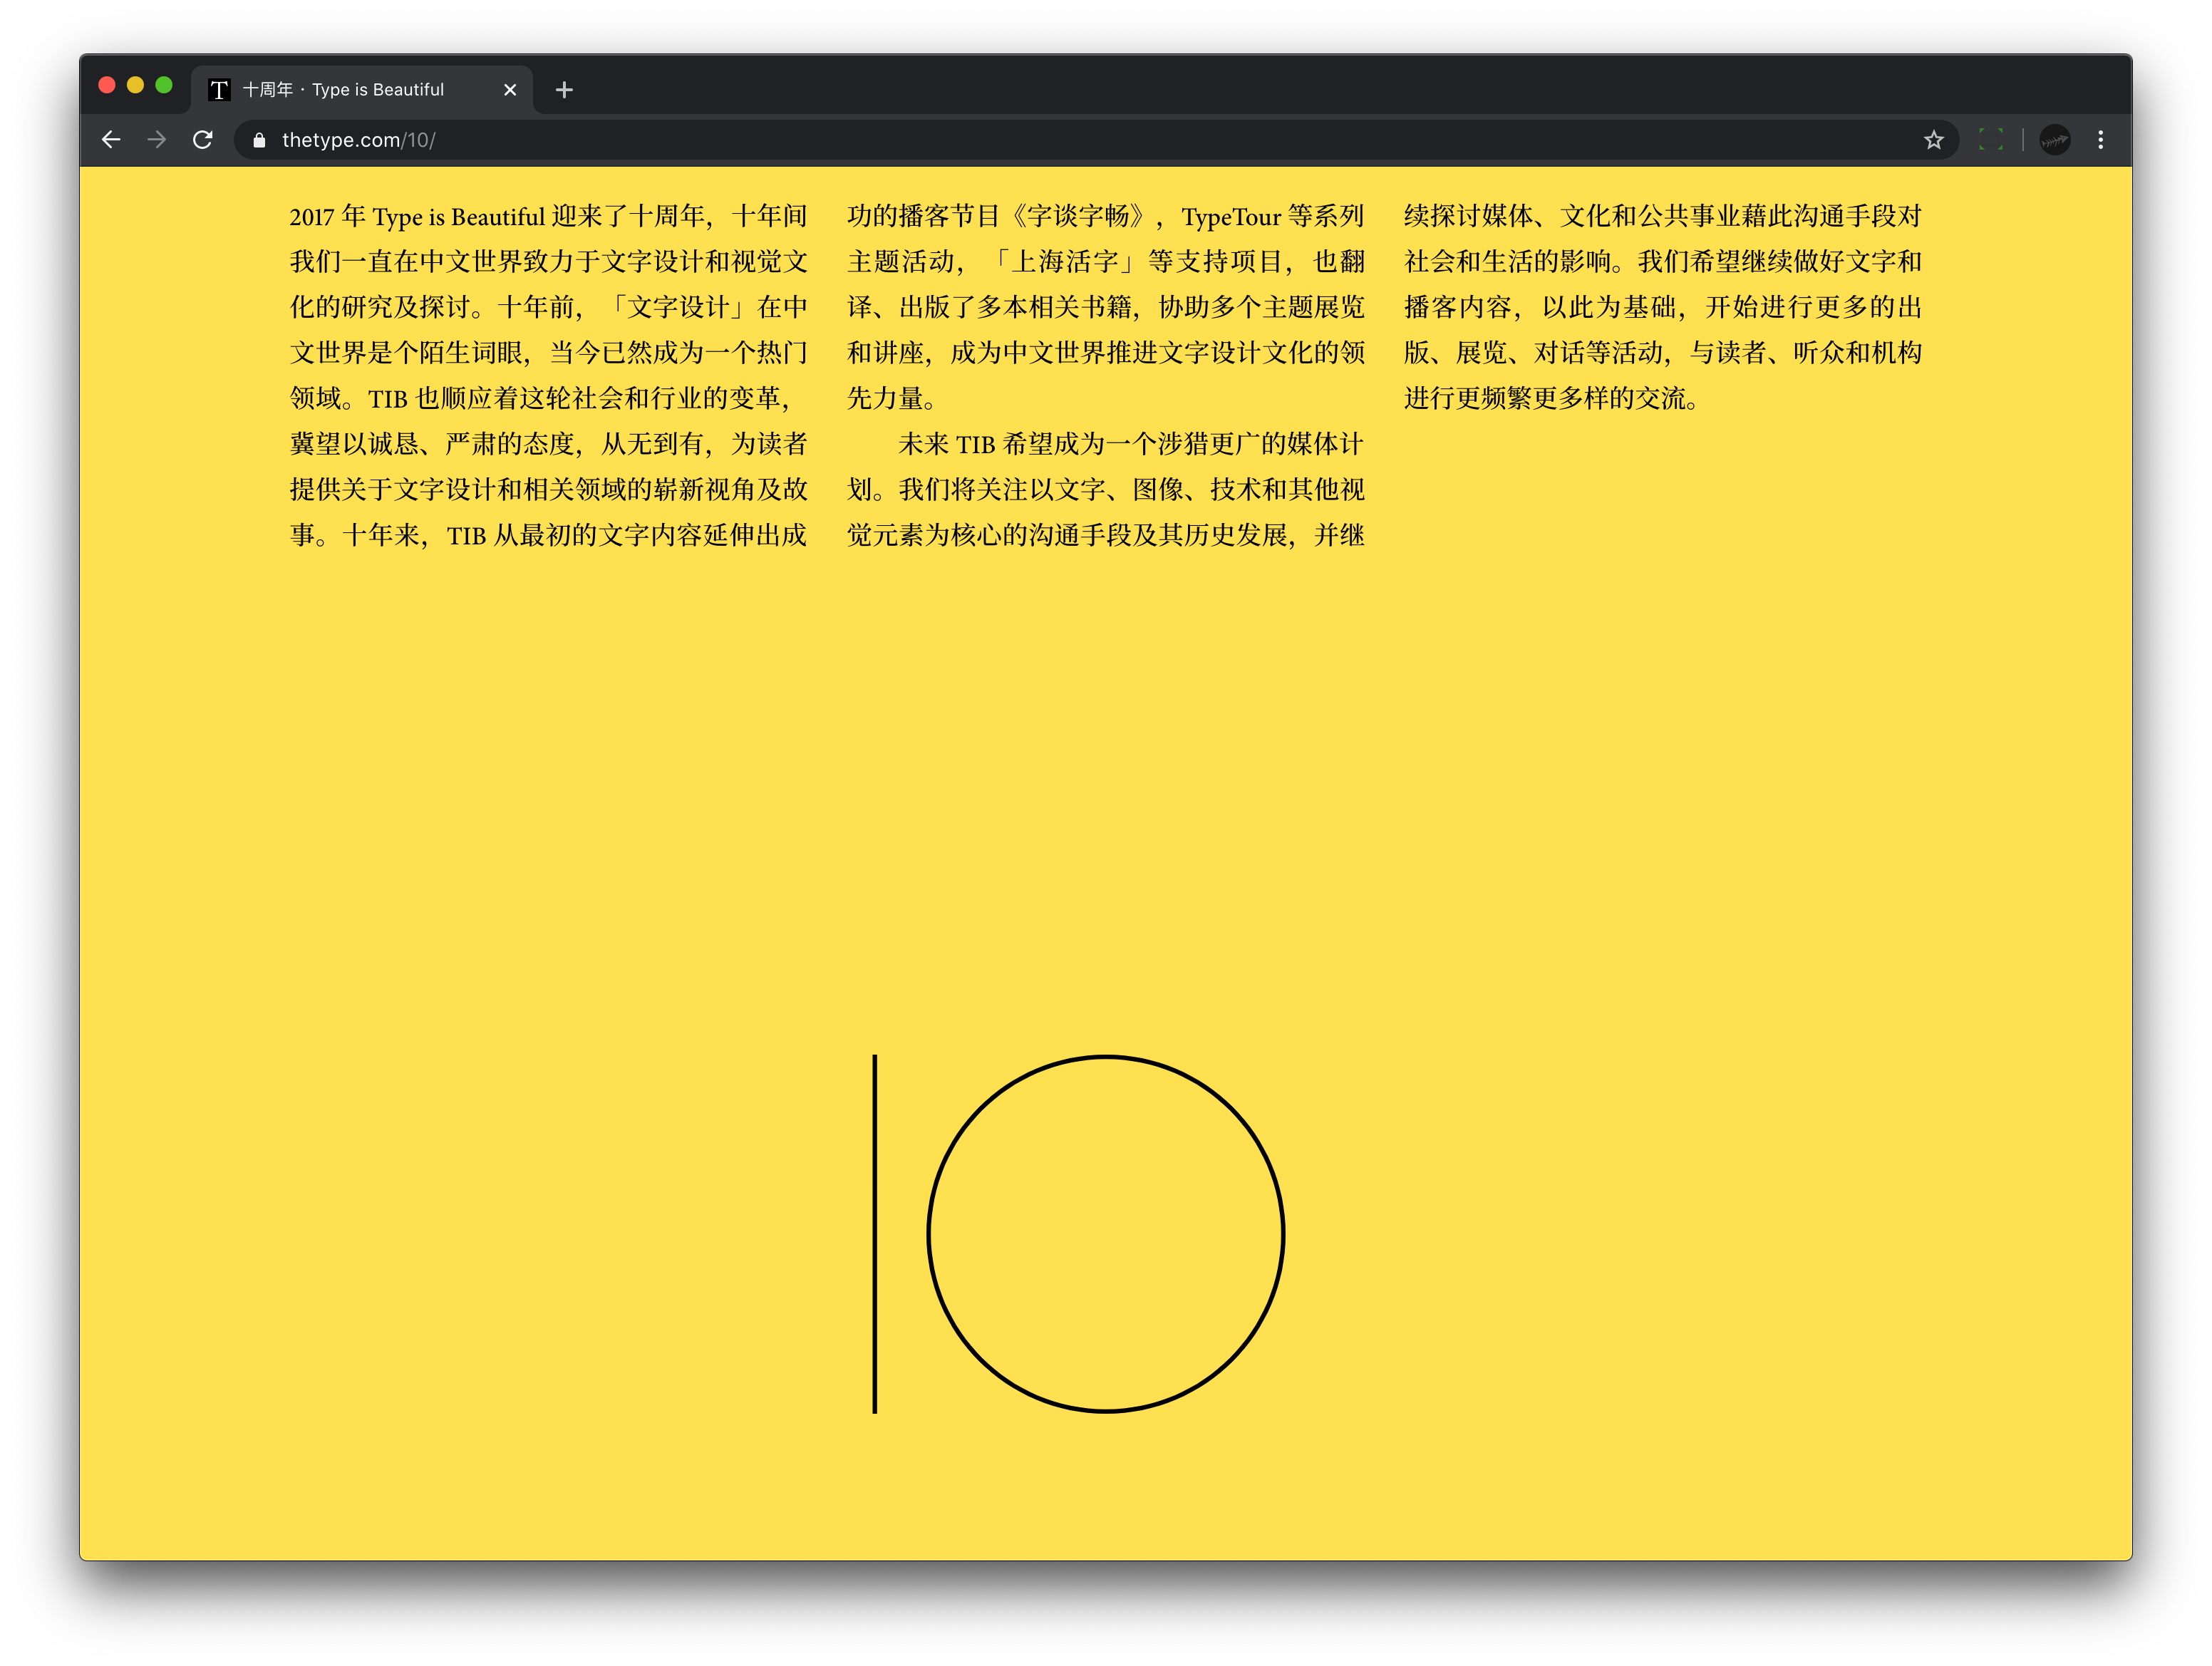 十周年 · Type is Beautiful
thetype.com/10/
2017 年 Type is Beautiful 迎来了十周年，十年间
我们一直在中文世界致力于文字设计和视觉文
化的研究及探讨。十年前，「文字设计」在中
文世界是个陌生词眼，当今已然成为一个热门
领域。TIB 也顺应着这轮社会和行业的变革，
冀望以诚恳、严肃的态度，从无到有，为读者
提供关于文字设计和相关领域的崭新视角及故
事。十年来，TIB 从最初的文字内容延伸出成
功的播客节目《字谈字畅》，TypeTour 等系列
主题活动，「上海活字」等支持项目，也翻
译、出版了多本相关书籍，协助多个主题展览
和讲座，成为中文世界推进文字设计文化的领
先力量。
未来 TIB 希望成为一个涉猎更广的媒体计
划。我们将关注以文字、图像、技术和其他视
觉元素为核心的沟通手段及其历史发展，并继
续探讨媒体、文化和公共事业藉此沟通手段对
社会和生活的影响。我们希望继续做好文字和
播客内容，以此为基础，开始进行更多的出
版、展览、对话等活动，与读者、听众和机构
进行更频繁更多样的交流。
10